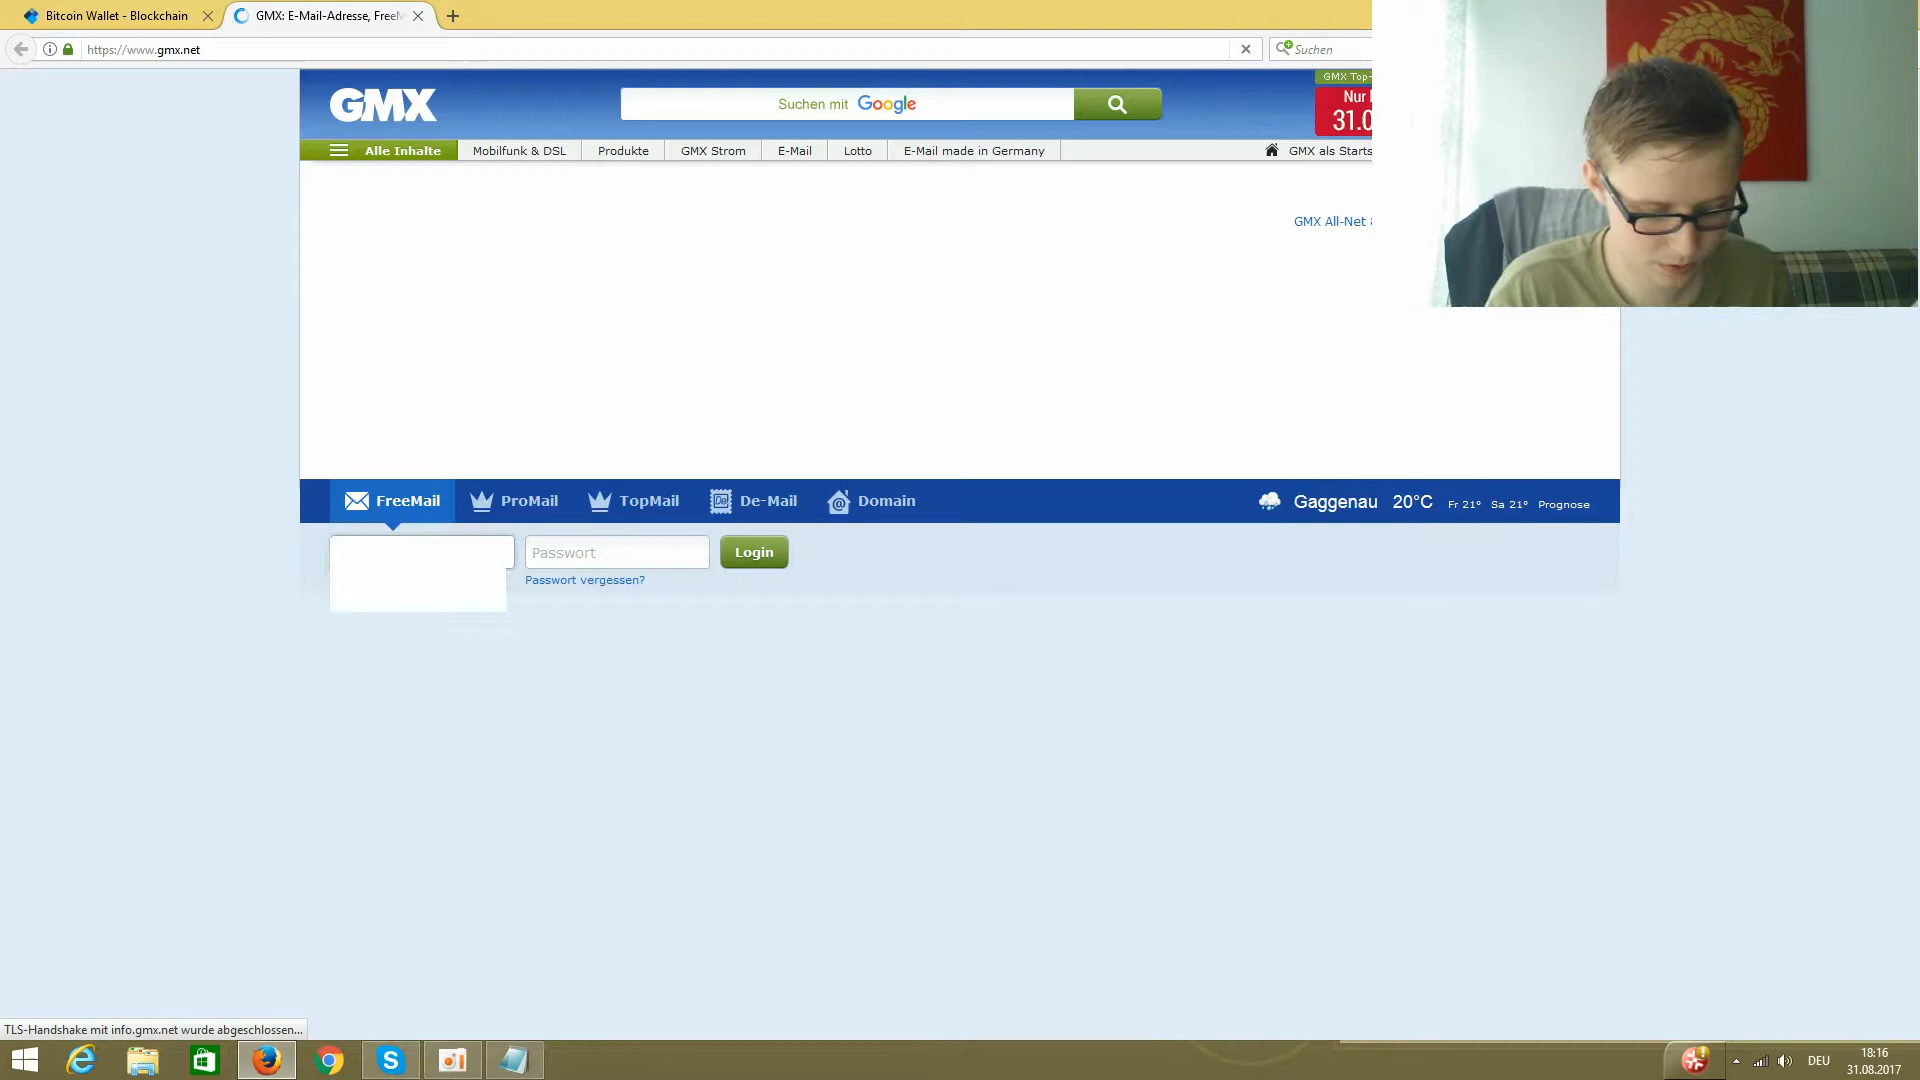 Bitcoin Wallet - Blockchain
GMX: E-Mail-Adresse, FreeM
https://www.gmx.net
Suchen
GMX
Suchen mit Google
GMX Top-
Nur
31.0
Alle Inhalte
Mobilfunk & DSL
Produkte
GMX Strom
E-Mail
Lotto
E-Mail made in Germany
GMX als Starts
GMX All-Net
FreeMail
ProMail
TopMail
De-Mail
Domain
Gaggenau 20°C Fr 21° Sa 21° Prognose
Passwort
Login
Passwort vergessen?
TLS-Handshake mit info.gmx.net wurde abgeschlossen...
DEU
18:16
31.08.2017